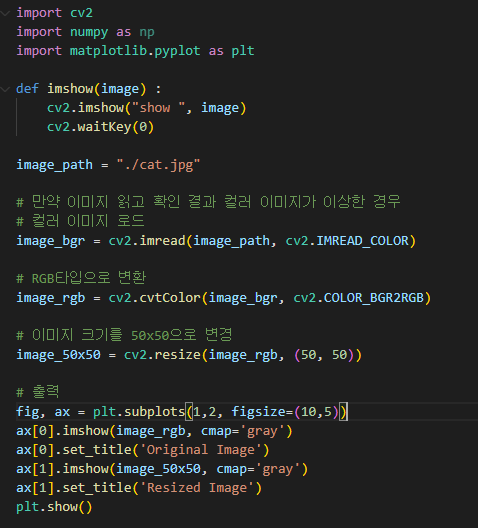 import cv2
import numpy as np
import matplotlib.pyplot as plt
def imshow(image) :
    cv2.imshow("show ", image)
    cv2.waitKey(0)
image_path = "./cat.jpg"
# 만약 이미지 읽고 확인 결과 컬러 이미지가 이상한 경우
# 컬러 이미지 로드
image_bgr = cv2.imread(image_path, cv2.IMREAD_COLOR)
# RGB타입으로 변환
image_rgb = cv2.cvtColor(image_bgr, cv2.COLOR_BGR2RGB)
# 이미지 크기를 50x50으로 변경
image_50x50 = cv2.resize(image_rgb, (50, 50))
# 출력
fig, ax = plt.subplots(1,2, figsize=(10,5))
ax[0].imshow(image_rgb, cmap='gray')
ax[0].set_title('Original Image')
ax[1].imshow(image_50x50, cmap='gray')
ax[1].set_title('Resized Image')
plt.show()